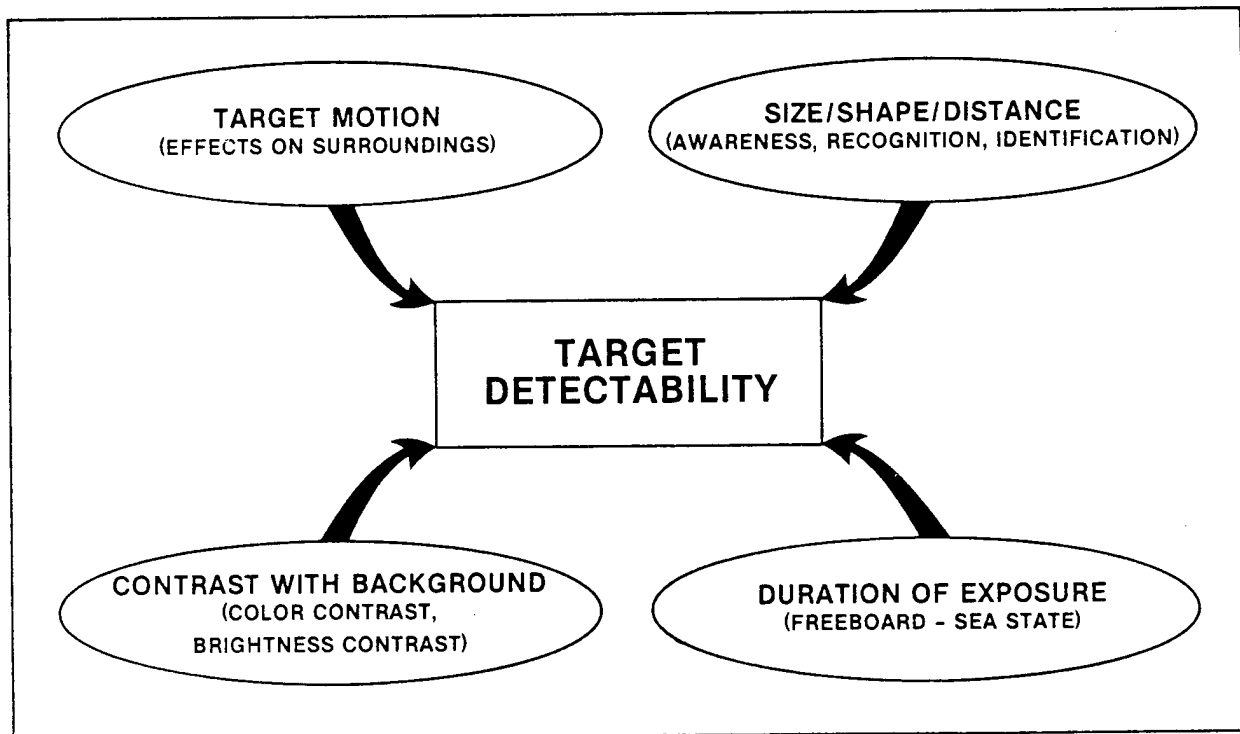 TARGET MOTION
(EFFECTS ON SURROUNDINGS)
SIZE/SHAPE/DISTANCE
(AWARENESS, RECOGNITION, IDENTIFICATION)
TARGET
DETECTABILITY
CONTRAST WITH BACKGROUND
(COLOR CONTRAST,
BRIGHTNESS CONTRAST)
DURATION OF EXPOSURE
(FREEBOARD - SEA STATE)